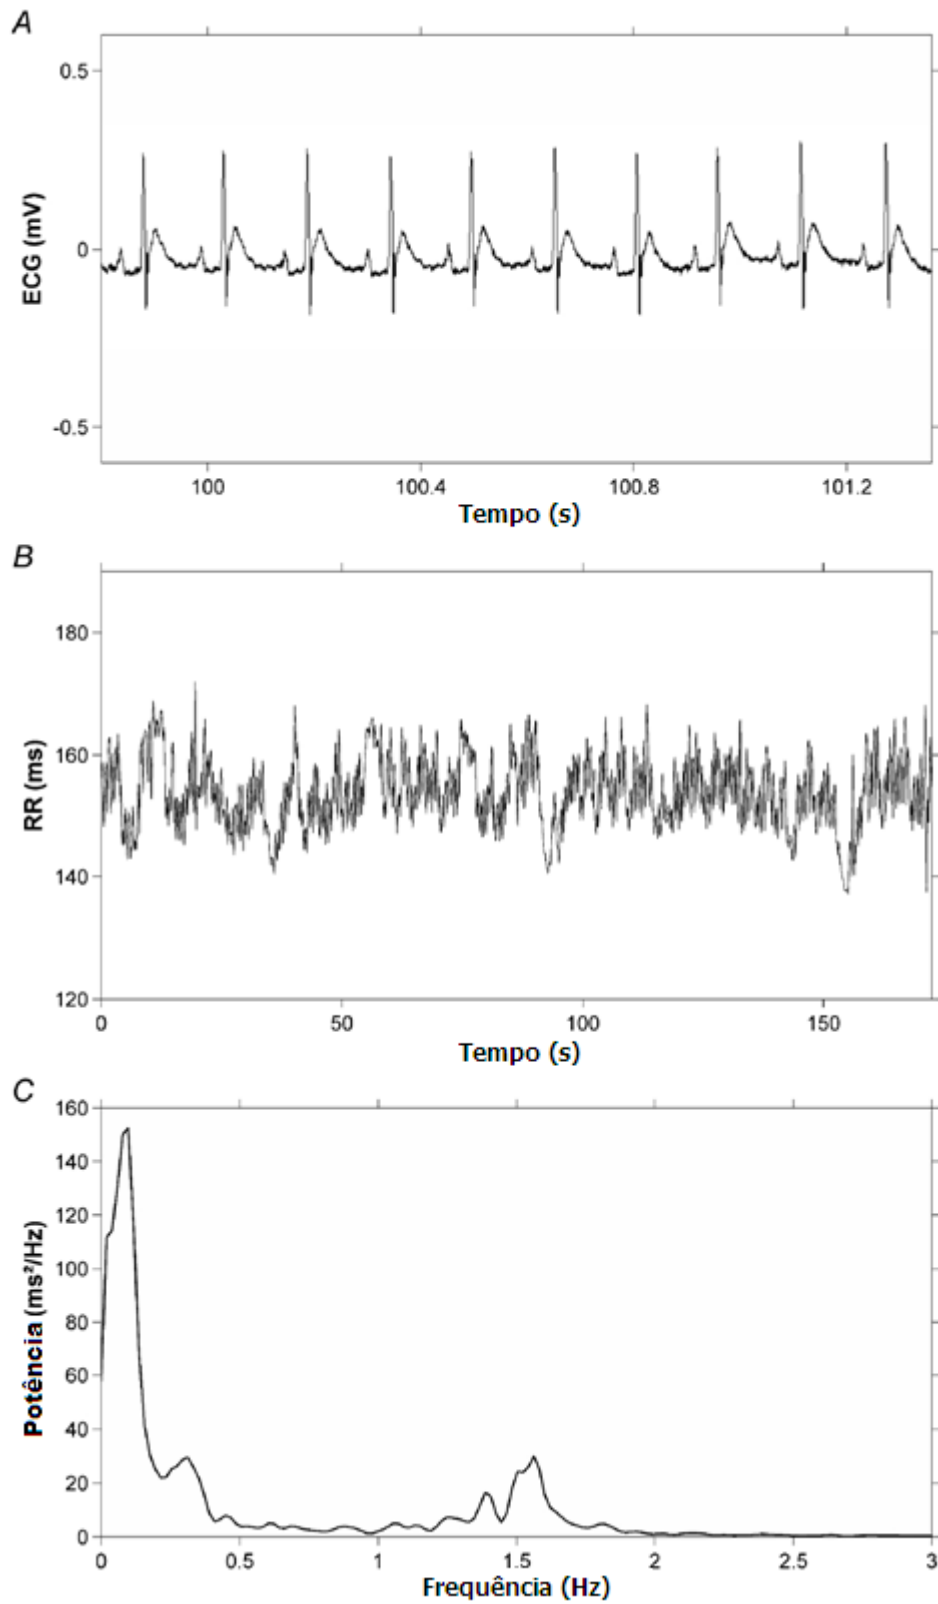 A
0.5
0
-0.5
ECG (mV)
100 100.4 100.8 101.2
Tempo (s)
B
180
160
140
120
RR (ms)
0 50 100 150
Tempo (s)
C
160
140
120
100
80
60
40
20
0
Potência (ms²/Hz)
0 0.5 1 1.5 2 2.5 3
Frequência (Hz)